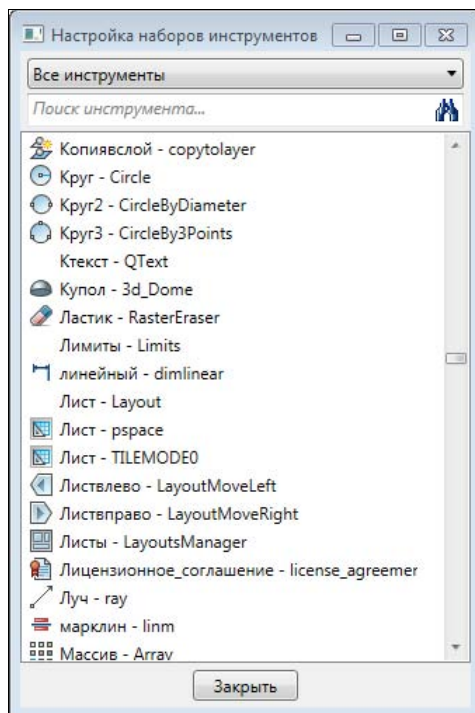 Настройка наборов инструментов
Все инструменты
Поиск инструмента...
Копиявслой - copytolayer
Круг - Circle
Круг2 - CircleByDiameter
Круг3 - CircleBy3Points
Ктекст - QText
Купол - 3d_Dome
Ластик - RasterEraser
Лимиты - Limits
линейный - dimlinear
Лист - Layout
Лист - pspace
Лист - TILEMODE0
Листвлево - LayoutMoveLeft
Листвправо - LayoutMoveRight
Листы - LayoutsManager
Лицензионное_соглашение - license_agreemer
Луч - ray
марклин - linm
Массив - Array
Закрыть